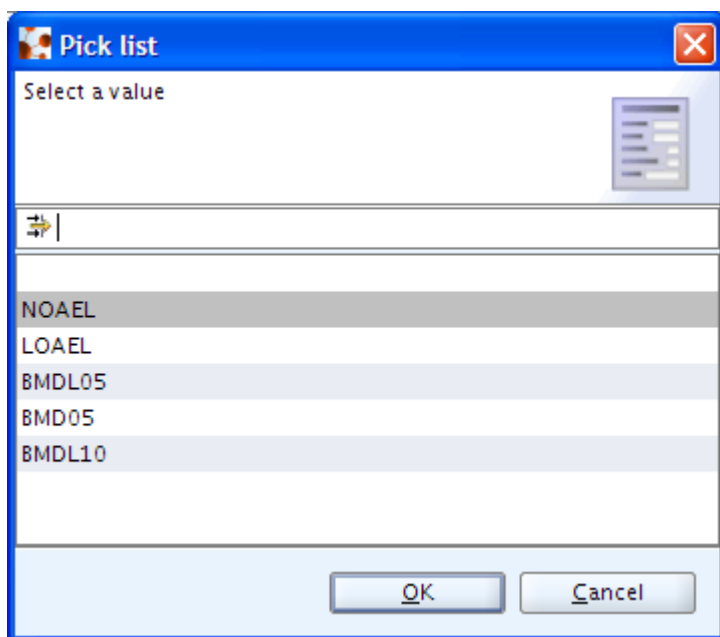 Pick list
Select a value
NOAEL
LOAEL
BMDL05
BMD05
BMDL10
OK
Cancel